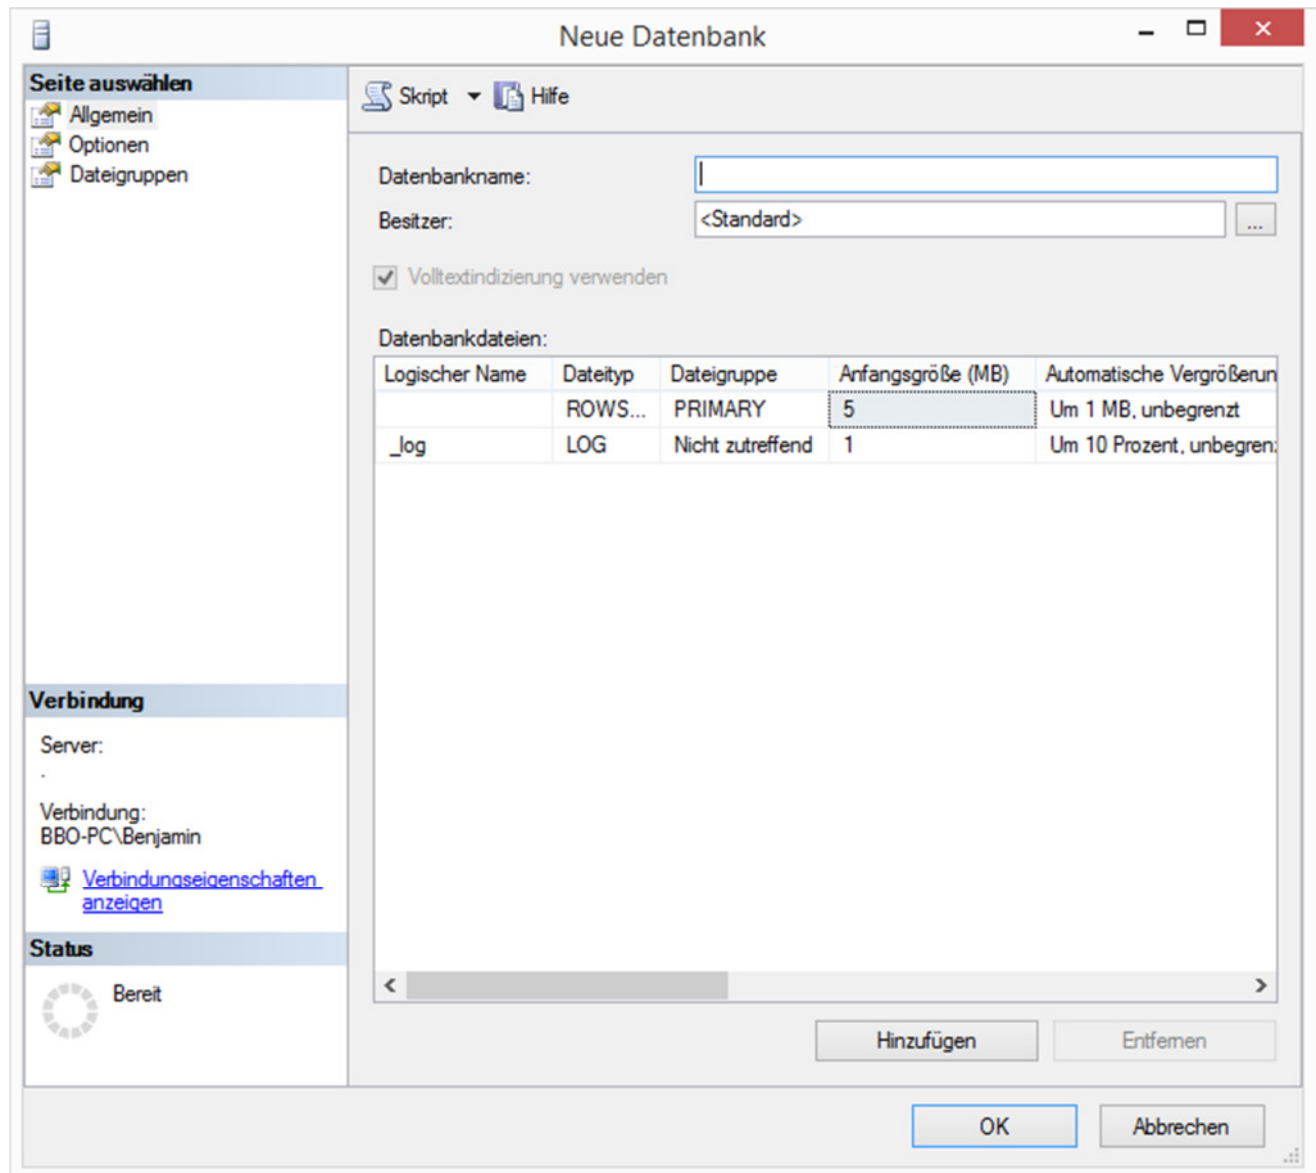 Neue Datenbank
Seite auswählen
Allgemein
Optionen
Dateigruppen
Skript
Hilfe
Datenbankname:
Besitzer:
<Standard>
...
Volltextindizierung verwenden
Datenbankdateien:
Logischer Name Dateityp Dateigruppe Anfangsgröße (MB) Automatische Vergrößerun
ROWS... PRIMARY 5 Um 1 MB, unbegrenzt
_log LOG Nicht zutreffend 1 Um 10 Prozent, unbegrenz
Verbindung
Server:
.
Verbindung:
BBO-PC\Benjamin
Verbindungseigenschaften
anzeigen
Status
Bereit
Hinzufügen
Entfernen
OK
Abbrechen